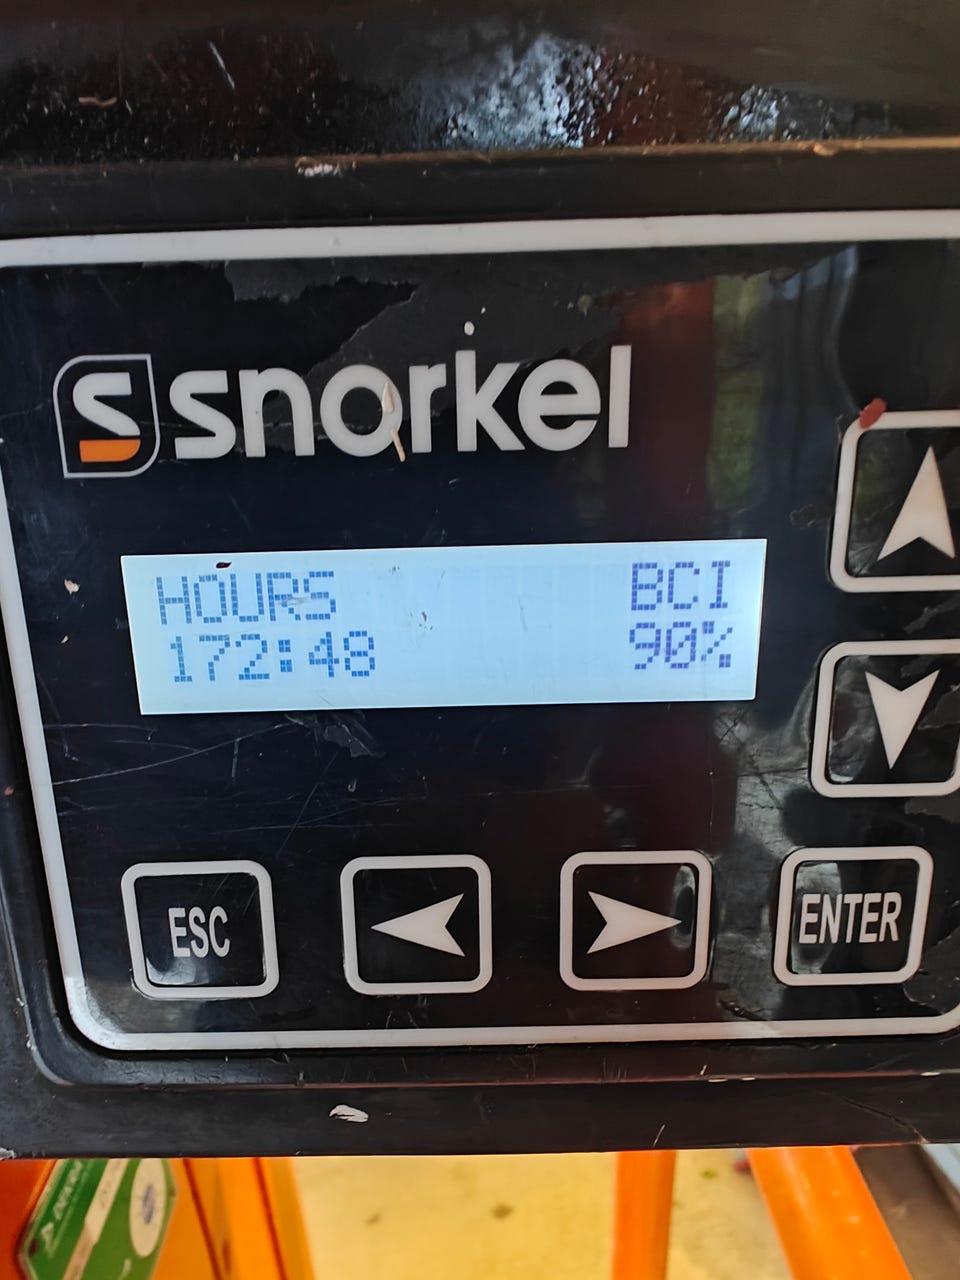 snorkel
HOURS BCI
172:48 90%
ESC ENTER